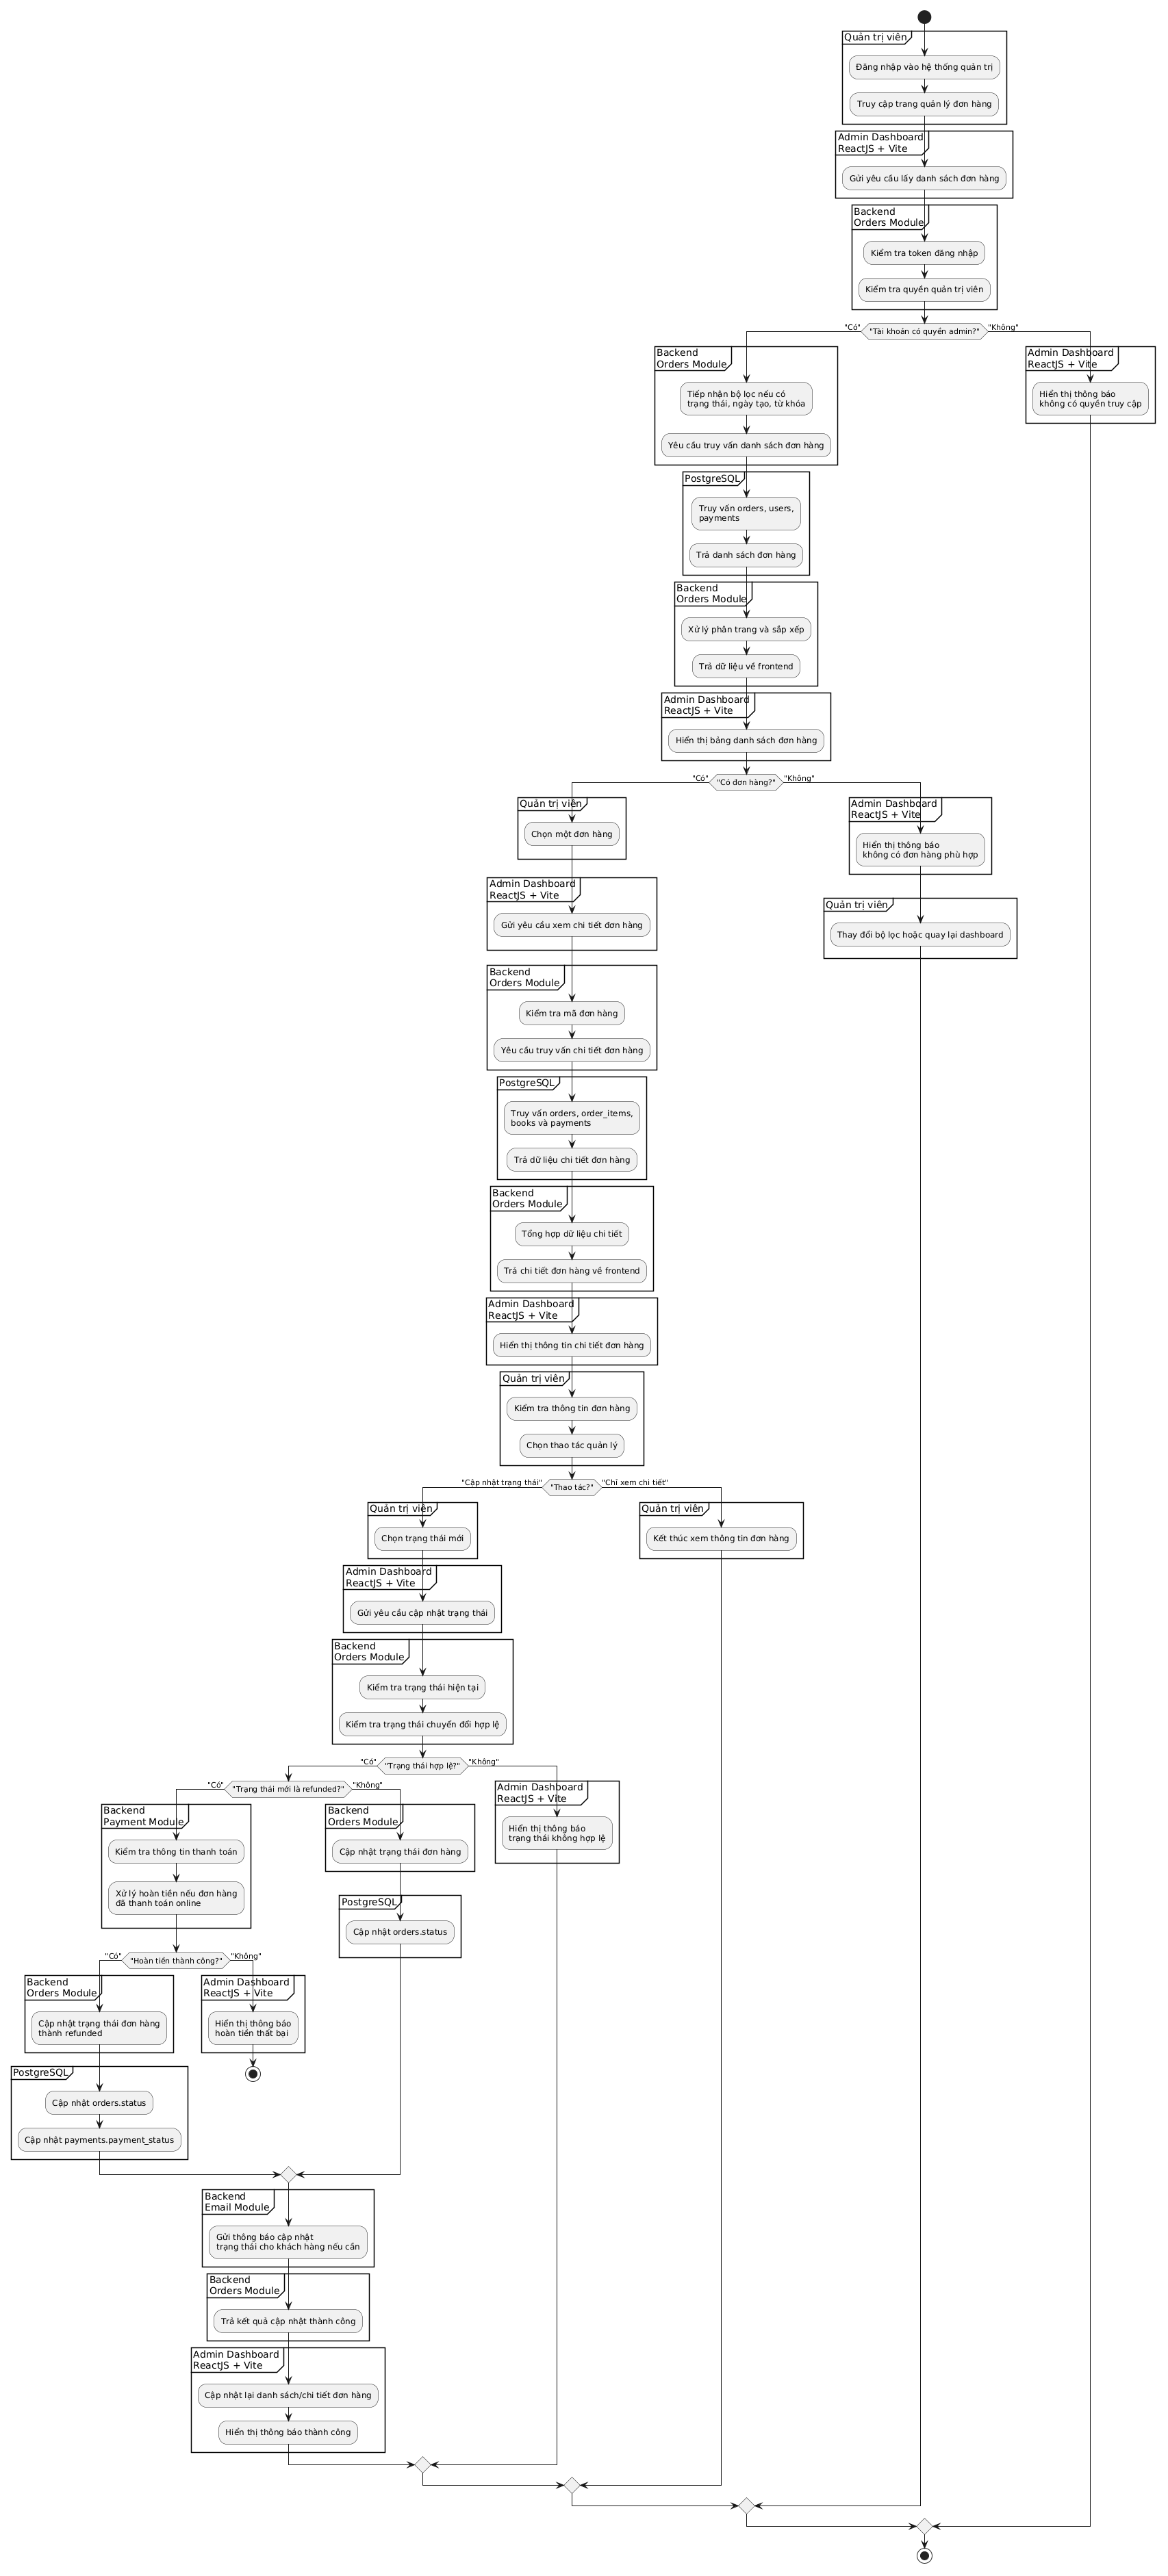 Quản trị viên
Đăng nhập vào hệ thống quản trị
Truy cập trang quản lý đơn hàng
Admin Dashboard
ReactJS + Vite
Gửi yêu cầu lấy danh sách đơn hàng
Backend
Orders Module
Kiểm tra token đăng nhập
Kiểm tra quyền quản trị viên
"Có"
"Tài khoản có quyền admin?"
"Không"
Backend
Orders Module
Tiếp nhận bộ lọc nếu có
trạng thái, ngày tạo, từ khóa
Yêu cầu truy vấn danh sách đơn hàng
Admin Dashboard
ReactJS + Vite
Hiển thị thông báo
không có quyền truy cập
PostgreSQL
Truy vấn orders, users,
payments
Trả danh sách đơn hàng
Backend
Orders Module
Xử lý phân trang và sắp xếp
Trả dữ liệu về frontend
Admin Dashboard
ReactJS + Vite
Hiển thị bảng danh sách đơn hàng
"Có"
"Có đơn hàng?"
"Không"
Quản trị viên
Chọn một đơn hàng
Admin Dashboard
ReactJS + Vite
Hiển thị thông báo
không có đơn hàng phù hợp
Admin Dashboard
ReactJS + Vite
Gửi yêu cầu xem chi tiết đơn hàng
Quản trị viên
Thay đổi bộ lọc hoặc quay lại dashboard
Backend
Orders Module
Kiểm tra mã đơn hàng
Yêu cầu truy vấn chi tiết đơn hàng
PostgreSQL
Truy vấn orders, order_items,
books và payments
Trả dữ liệu chi tiết đơn hàng
Backend
Orders Module
Tổng hợp dữ liệu chi tiết
Trả chi tiết đơn hàng về frontend
Admin Dashboard
ReactJS + Vite
Hiển thị thông tin chi tiết đơn hàng
Quản trị viên
Kiểm tra thông tin đơn hàng
Chọn thao tác quản lý
"Cập nhật trạng thái"
"Thao tác?"
"Chỉ xem chi tiết"
Quản trị viên
Chọn trạng thái mới
Quản trị viên
Kết thúc xem thông tin đơn hàng
Admin Dashboard
ReactJS + Vite
Gửi yêu cầu cập nhật trạng thái
Backend
Orders Module
Kiểm tra trạng thái hiện tại
Kiểm tra trạng thái chuyển đổi hợp lệ
"Có"
"Trạng thái hợp lệ?"
"Không"
"Có"
"Trạng thái mới là refunded?"
"Không"
Admin Dashboard
ReactJS + Vite
Hiển thị thông báo
trạng thái không hợp lệ
Backend
Payment Module
Kiểm tra thông tin thanh toán
Xử lý hoàn tiền nếu đơn hàng
đã thanh toán online
Backend
Orders Module
Cập nhật trạng thái đơn hàng
PostgreSQL
Cập nhật orders.status
"Có"
"Hoàn tiền thành công?"
"Không"
Backend
Orders Module
Cập nhật trạng thái đơn hàng
thành refunded
Admin Dashboard
ReactJS + Vite
Hiển thị thông báo
hoàn tiền thất bại
PostgreSQL
Cập nhật orders.status
Cập nhật payments.payment_status
Backend
Email Module
Gửi thông báo cập nhật
trạng thái cho khách hàng nếu cần
Backend
Orders Module
Trả kết quả cập nhật thành công
Admin Dashboard
ReactJS + Vite
Cập nhật lại danh sách/chi tiết đơn hàng
Hiển thị thông báo thành công